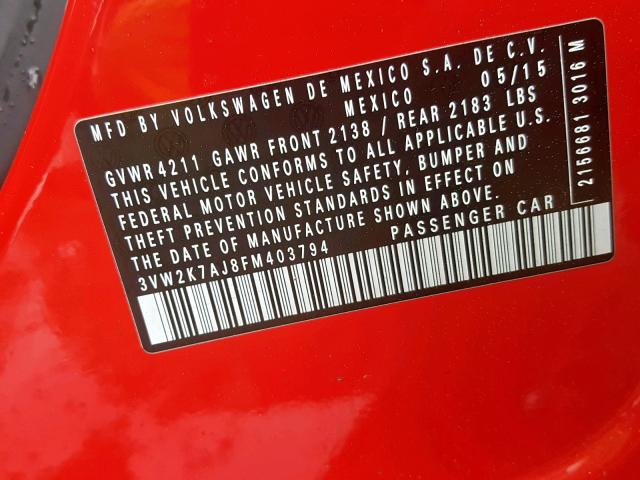 MFD BY VOLKSWAGEN DE MEXICO S.A. DE C.V.
MEXICO 05/15
GVWR 4211 GAWR FRONT 2138 / REAR 2183 LBS
THIS VEHICLE CONFORMS TO ALL APPLICABLE U.S.
FEDERAL MOTOR VEHICLE SAFETY, BUMPER AND
THEFT PREVENTION STANDARDS IN EFFECT ON
THE DATE OF MANUFACTURE SHOWN ABOVE.
3VW2K7AJ8FM403794 PASSENGER CAR
2156681 3016 M